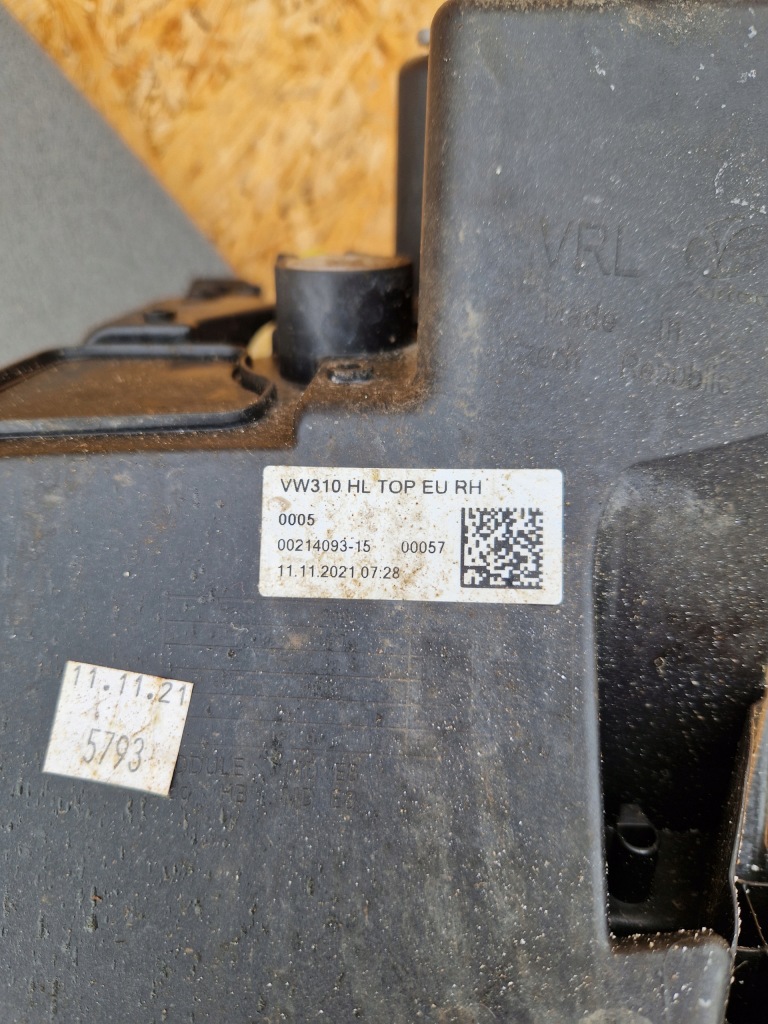 VRL
Made in
Republic
VW310 HL TOP EU RH
0005
00214093-15 00057
11.11.2021 07:28
11.11.21
5793